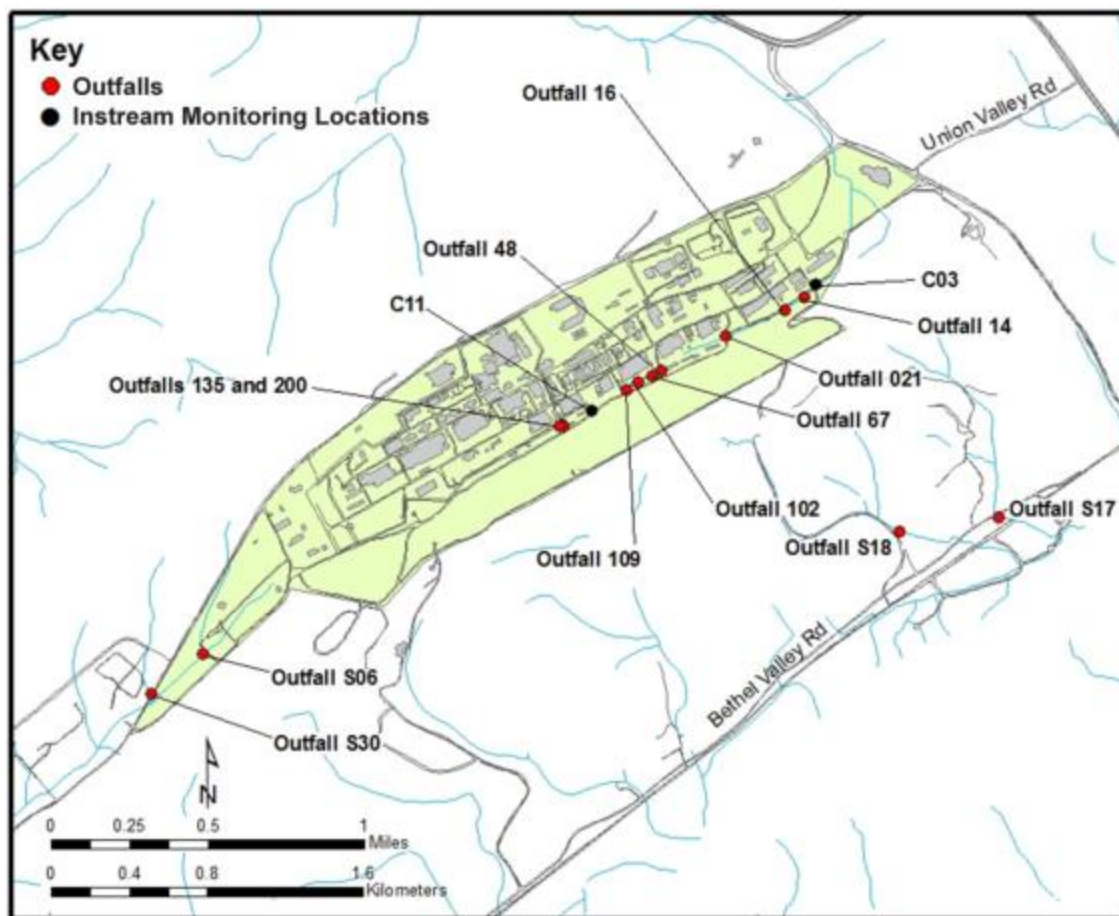 Key
Outfalls
Instream Monitoring Locations
Outfall 16
Union Valley Rd
Outfall 48
C11
C03
Outfall 14
Outfalls 135 and 200
Outfall 021
Outfall 67
Outfall 102
Outfall S17
Outfall S18
Outfall 109
Bethel Valley Rd
Outfall S06
Outfall S30
N
0 0.25 0.5 1
Miles
0 0.4 0.8 1.6
Kilometers